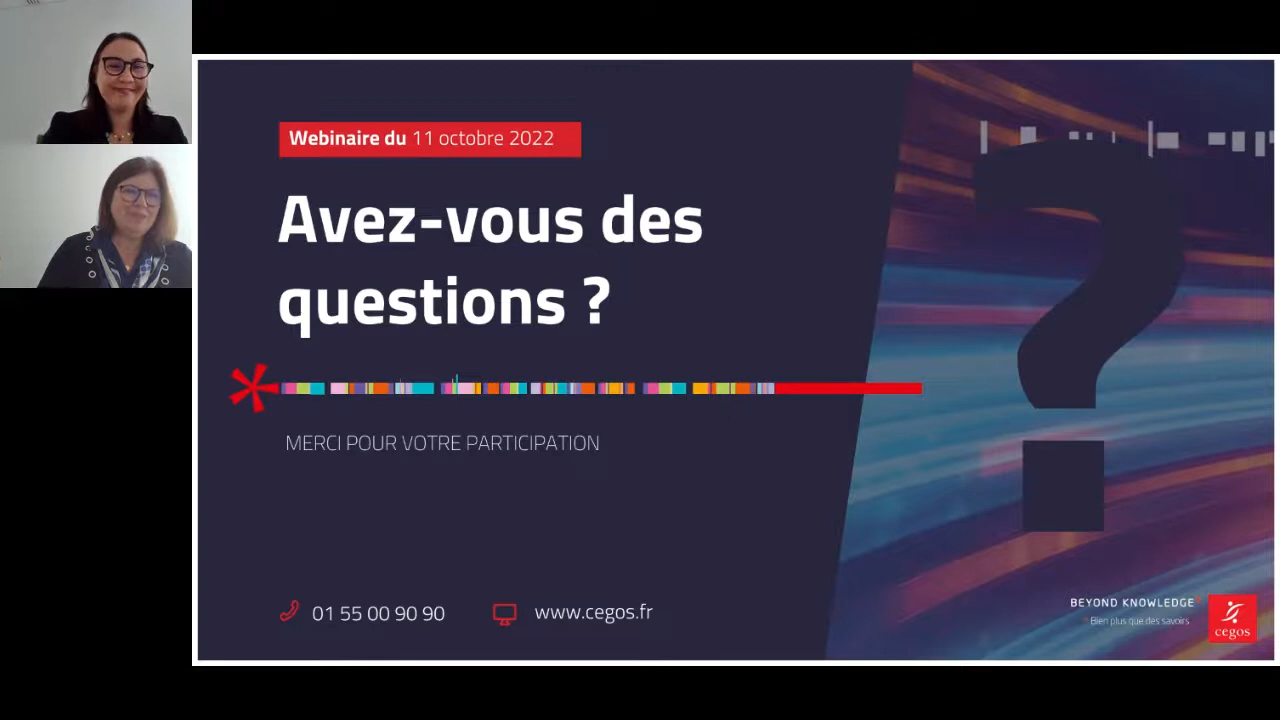 Webinaire du 11 octobre 2022
Avez-vous des
questions ?
MERCI POUR VOTRE PARTICIPATION
01 55 00 90 90
www.cegos.fr
BEYOND KNOWLEDGE*
* Bien plus que des savoirs
cegos